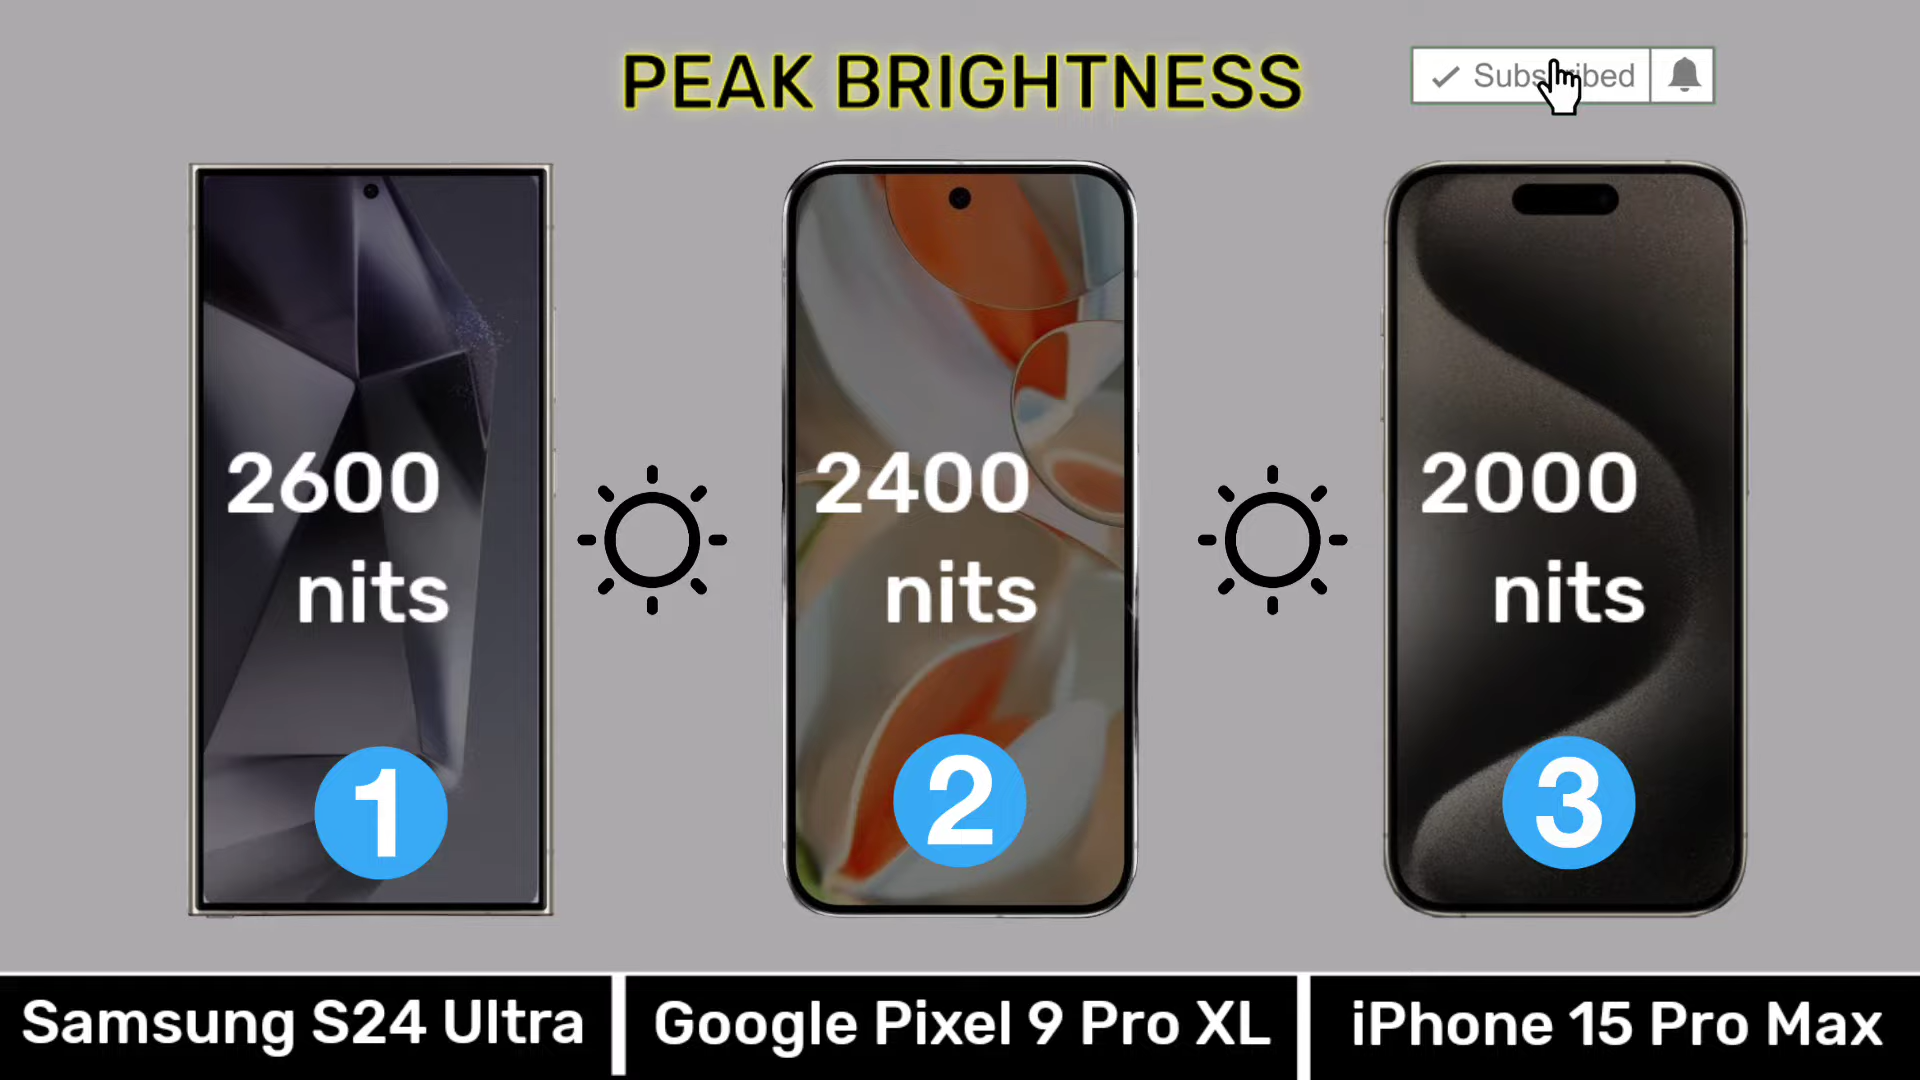 PEAK BRIGHTNESS
Subscribed
2600
nits
2400
nits
2000
nits
1
2
3
Samsung S24 Ultra
Google Pixel 9 Pro XL
iPhone 15 Pro Max